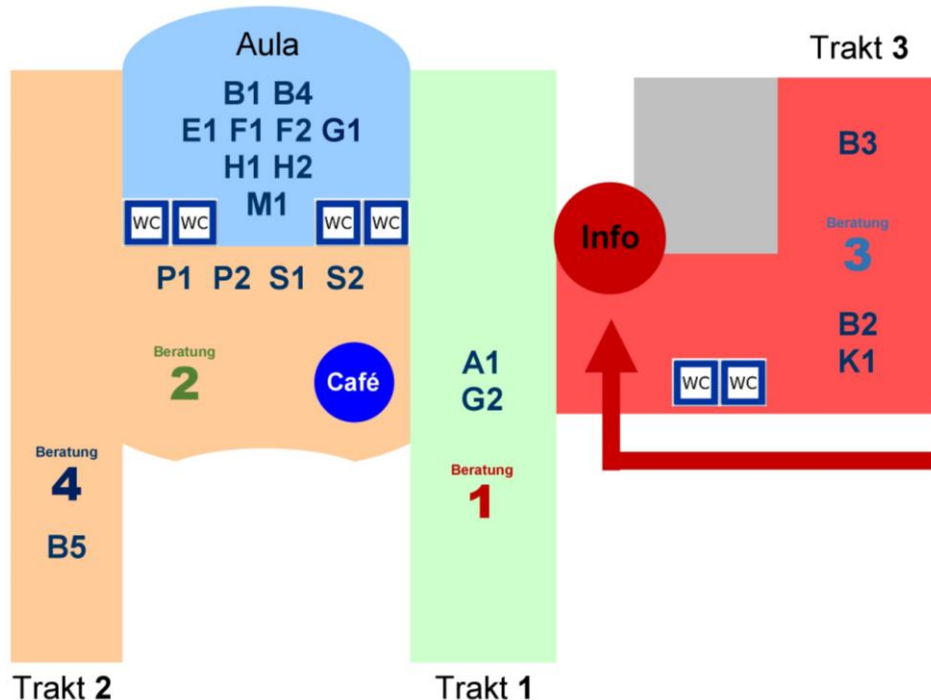 Aula
B1 B4
E1 F1 F2 G1
H1 H2
M1
WC WC WC WC
P1 P2 S1 S2
Beratung
2
Café
Beratung
4
B5
Trakt 2
A1
G2
Beratung
1
Trakt 1
Trakt 3
B3
Info
Beratung
3
B2
K1
WC WC